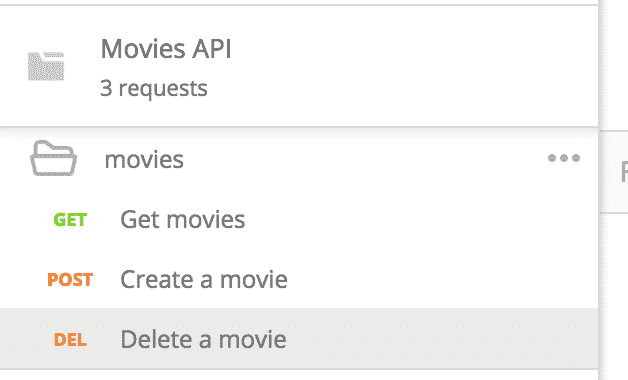 Movies API
3 requests
movies
GET Get movies
POST Create a movie
DEL Delete a movie